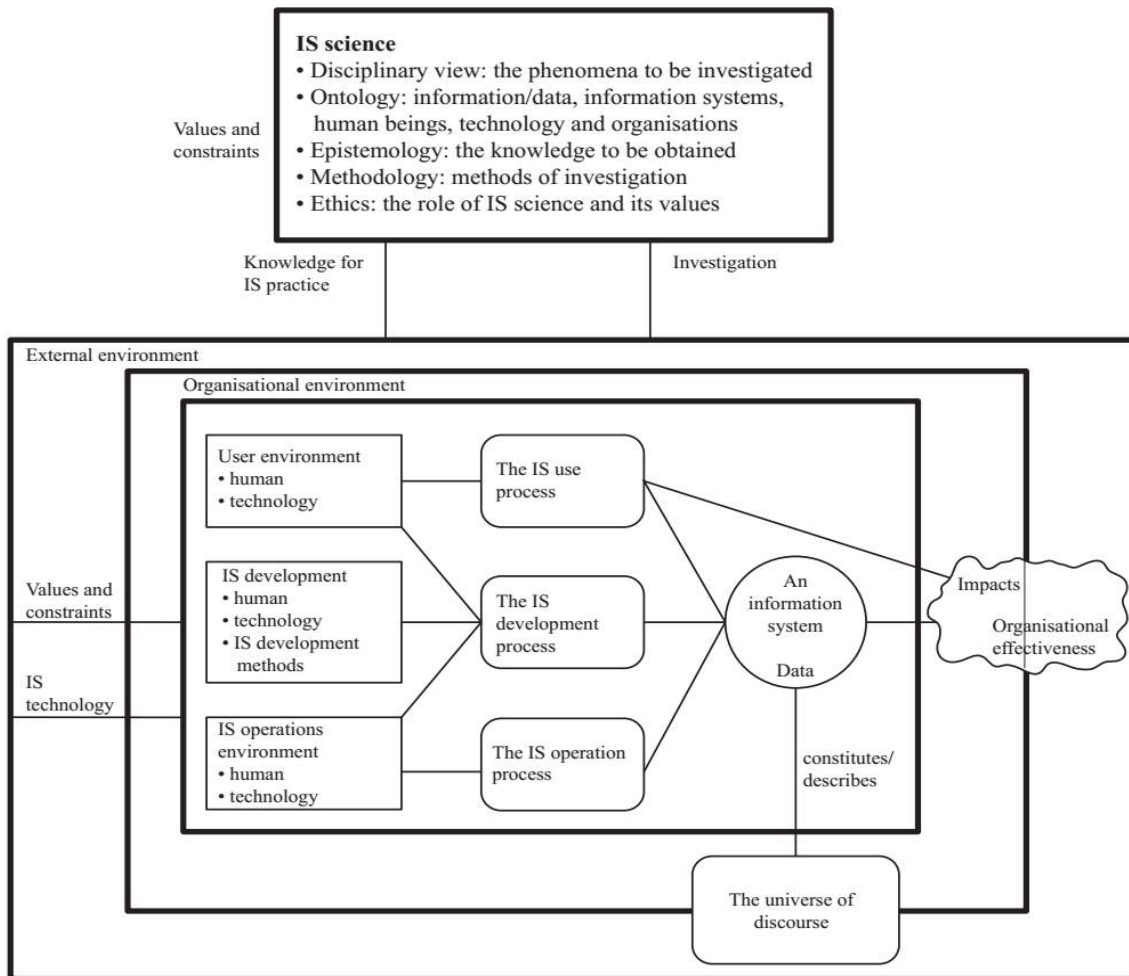 IS science
• Disciplinary view: the phenomena to be investigated
• Ontology: information/data, information systems,
human beings, technology and organisations
• Epistemology: the knowledge to be obtained
• Methodology: methods of investigation
• Ethics: the role of IS science and its values
Values and
constraints
Knowledge for
IS practice
Investigation
External environment
Organisational environment
User environment
• human
• technology
The IS use
process
Values and
constraints
IS development
• human
• technology
• IS development
methods
The IS
development
process
An
information
system
Data
Impacts
Organisational
effectiveness
IS
technology
IS operations
environment
• human
• technology
The IS operation
process
constitutes/
describes
The universe of
discourse